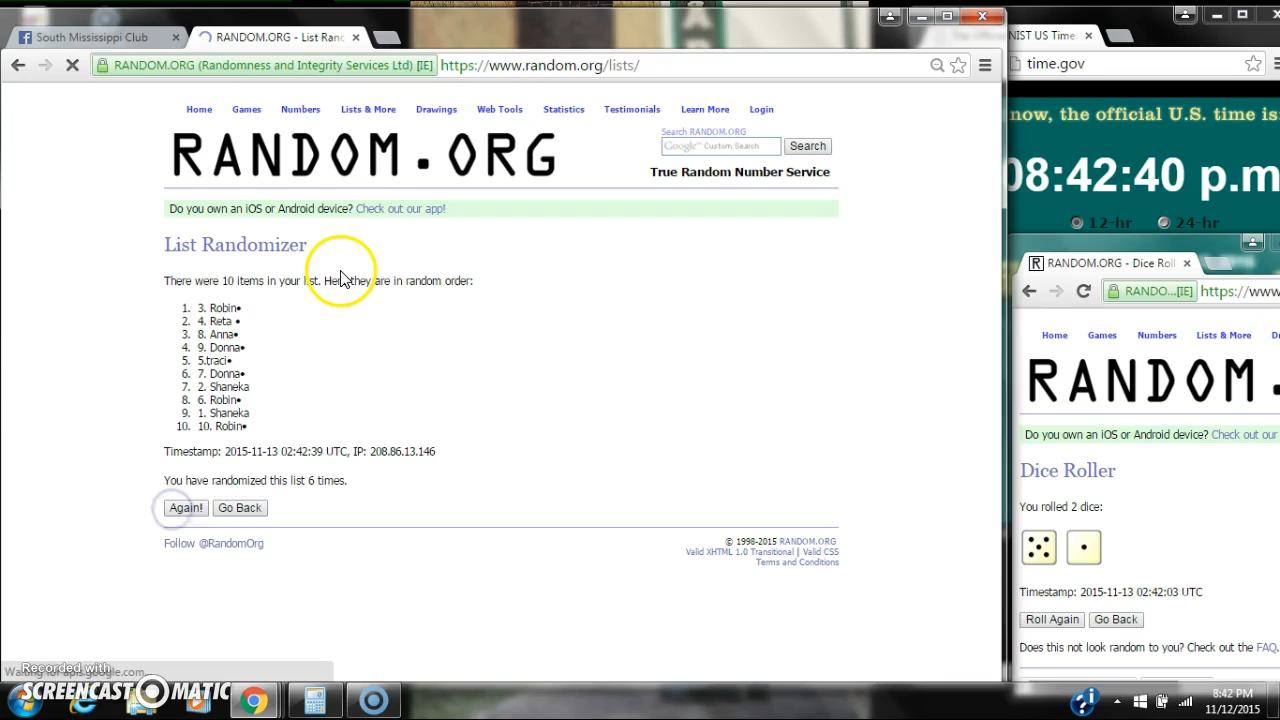 South Mississippi Club
RANDOM.ORG - List Ran
RANDOM.ORG (Randomness and Integrity Services Ltd) [IE]
https://www.random.org/lists/
Home Games Numbers Lists & More Drawings Web Tools Statistics Testimonials Learn More Login
RANDOM.ORG
Search RANDOM.ORG
Google™ Custom Search
Search
True Random Number Service
Do you own an iOS or Android device? Check out our app!
List Randomizer
There were 10 items in your list. Here they are in random order:
1. 3. Robin•
2. 4. Reta •
3. 8. Anna•
4. 9. Donna•
5. 5.traci•
6. 7. Donna•
7. 2. Shaneka
8. 6. Robin•
9. 1. Shaneka
10. 10. Robin•
Timestamp: 2015-11-13 02:42:39 UTC, IP: 208.86.13.146
You have randomized this list 6 times.
Again! Go Back
Follow @RandomOrg
© 1998-2015 RANDOM.ORG
Valid XHTML 1.0 Transitional | Valid CSS
Terms and Conditions
Waiting for apis.google.com...
Recorded with
SCREENCAST MATIC
NIST US Time
time.gov
now, the official U.S. time is:
08:42:40 p.m
12-hr 24-hr
RANDOM.ORG - Dice Roll
RANDO...[IE] https://www
Home Games Numbers Lists & More
RANDOM.
Do you own an iOS or Android device? Check out our
Dice Roller
You rolled 2 dice:
Timestamp: 2015-11-13 02:42:03 UTC
Roll Again Go Back
Does this not look random to you? Check out the FAQ.
8:42 PM
11/12/2015